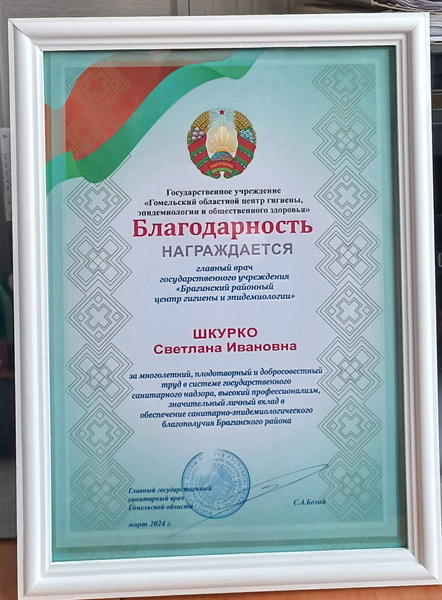 Государственное учреждение
«Гомельский областной центр гигиены,
эпидемиологии и общественного здоровья»
Благодарность
НАГРАЖДАЕТСЯ
главный врач
государственного учреждения
«Брагинский районный
центр гигиены и эпидемиологии»
ШКУРКО
Светлана Ивановна
за многолетний, плодотворный и добросовестный
труд в системе государственного
санитарного надзора, высокий профессионализм,
значительный личный вклад в
обеспечение санитарно-эпидемиологического
благополучия Брагинского района
Главный государственный
санитарный врач
Гомельской области
С.А.Белый
март 2024 г.